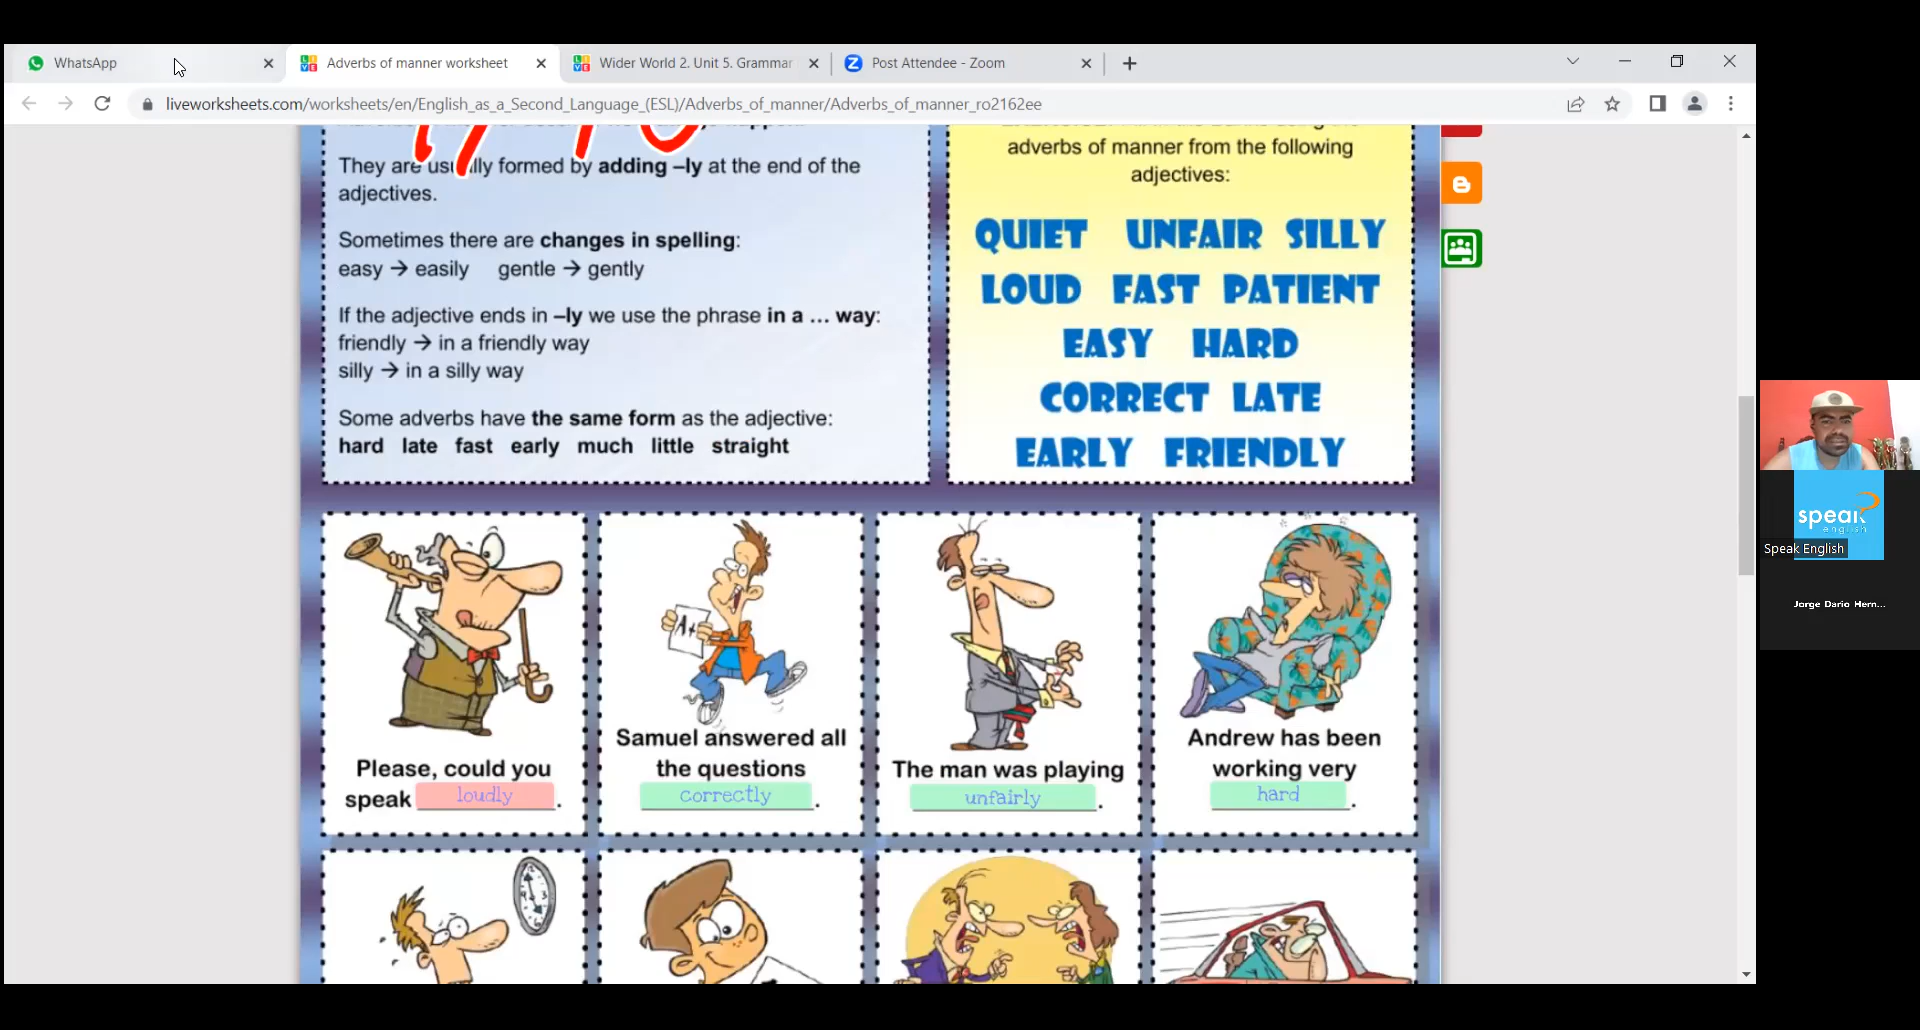 WhatsApp
Adverbs of manner worksheet
Wider World 2. Unit 5. Grammar
Post Attendee - Zoom
liveworksheets.com/worksheets/en/English_as_a_Second_Language_(ESL)/Adverbs_of_manner/Adverbs_of_manner_ro2162ee
They are usually formed by adding –ly at the end of the
adjectives.
Sometimes there are changes in spelling:
easy → easily gentle → gently
If the adjective ends in –ly we use the phrase in a … way:
friendly → in a friendly way
silly → in a silly way
Some adverbs have the same form as the adjective:
hard late fast early much little straight
adverbs of manner from the following
adjectives:
QUIET UNFAIR SILLY
LOUD FAST PATIENT
EASY HARD
CORRECT LATE
EARLY FRIENDLY
A+
Please, could you
speak loudly.
Samuel answered all
the questions
correctly.
The man was playing
unfairly.
Andrew has been
working very
hard.
speak
english
Speak English
Jorge Dario Hern...